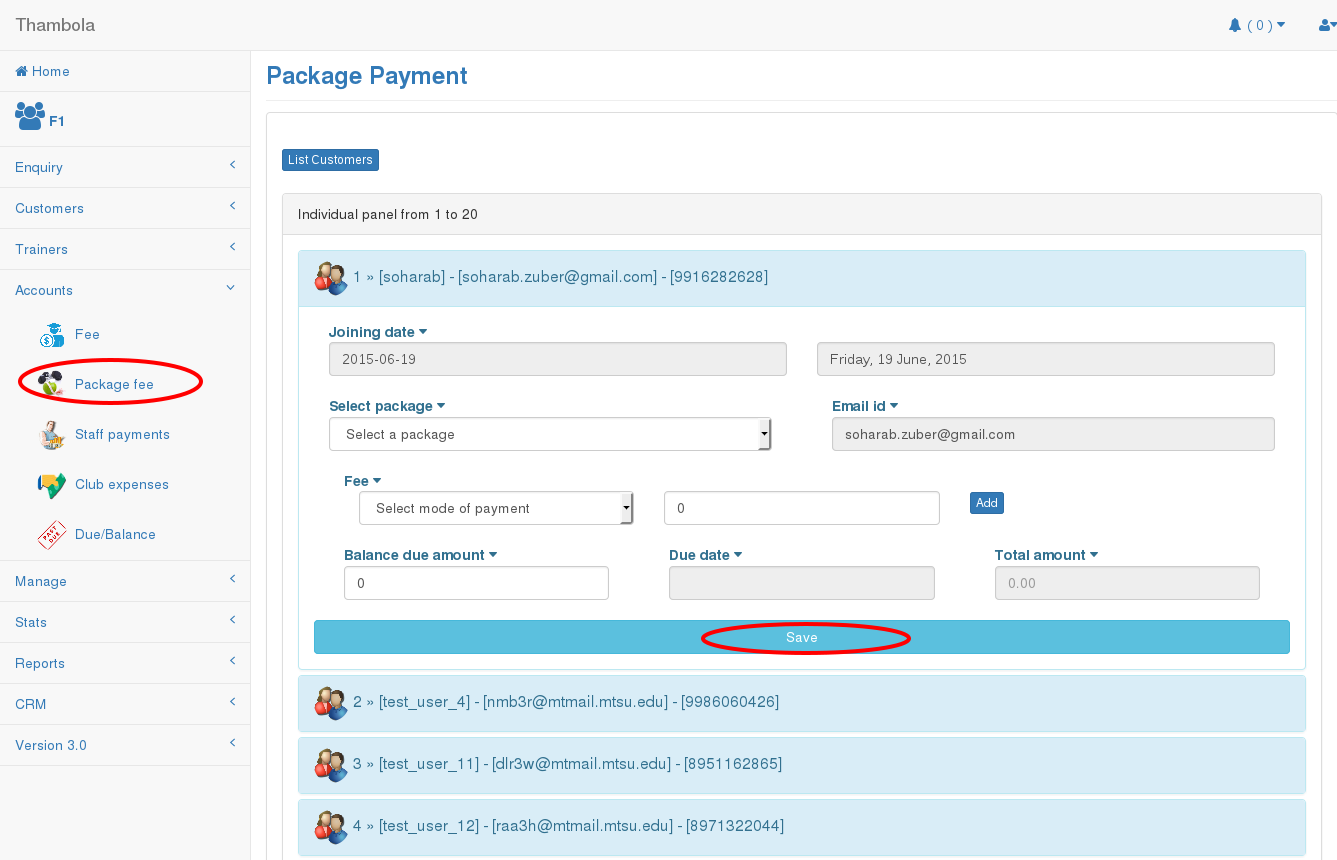 Thambola
( 0 )
Home
F1
Enquiry
Customers
Trainers
Accounts
Fee
Package fee
Staff payments
Club expenses
PAST DUE
Due/Balance
Manage
Stats
Reports
CRM
Version 3.0
Package Payment
List Customers
Individual panel from 1 to 20
1 » [soharab] - [soharab.zuber@gmail.com] - [9916282628]
Joining date
2015-06-19 Friday, 19 June, 2015
Select package Email id
Select a package soharab.zuber@gmail.com
Fee
Select mode of payment 0 Add
Balance due amount Due date Total amount
0 0.00
Save
2 » [test_user_4] - [nmb3r@mtmail.mtsu.edu] - [9986060426]
3 » [test_user_11] - [dlr3w@mtmail.mtsu.edu] - [8951162865]
4 » [test_user_12] - [raa3h@mtmail.mtsu.edu] - [8971322044]